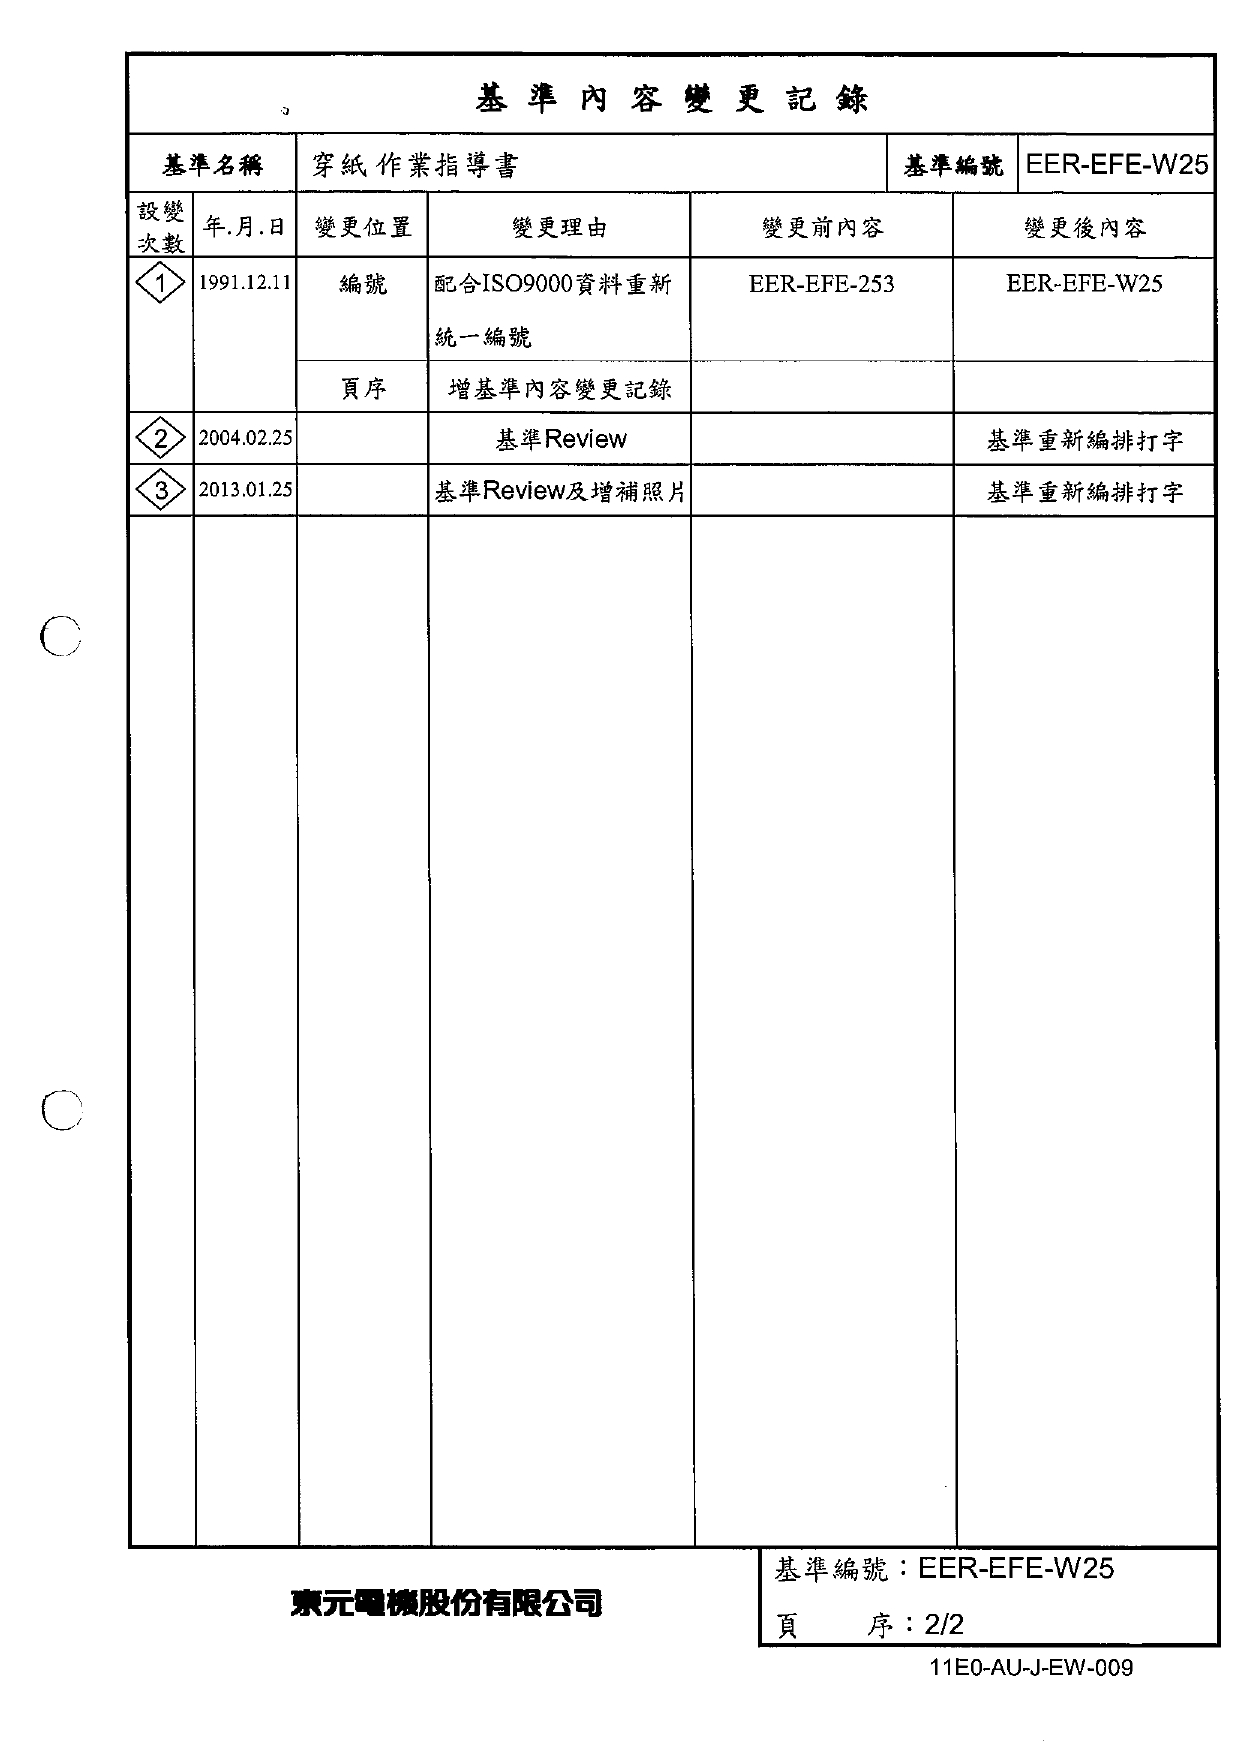 基準內容變更記錄
基準名稱 穿紙作業指導書 基準編號 EER-EFE-W25
設變次數 年.月.日 變更位置 變更理由 變更前內容 變更後內容
1 1991.12.11 編號 配合ISO9000資料重新 EER-EFE-253 EER-EFE-W25
統一編號
頁序 增基準內容變更記錄
2 2004.02.25 基準Review 基準重新編排打字
3 2013.01.25 基準Review及增補照片 基準重新編排打字
基準編號：EER-EFE-W25
東元電機股份有限公司
頁 序：2/2
11E0-AU-J-EW-009